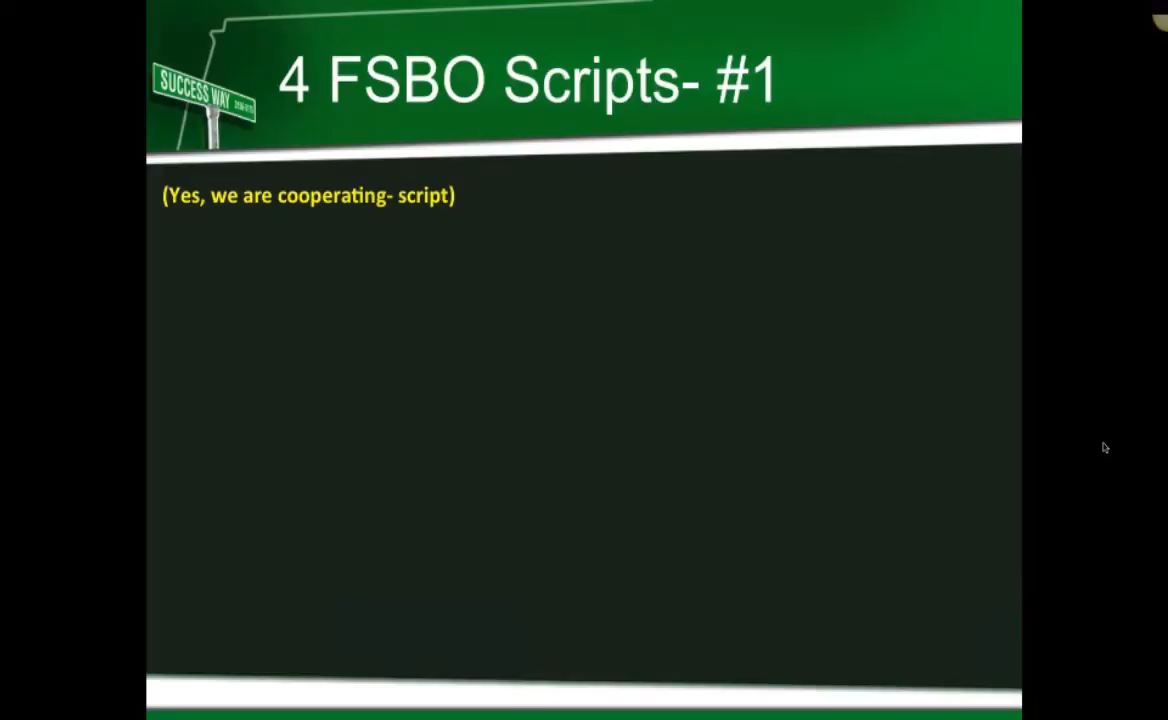 4 FSBO Scripts- #1
SUCCESS WAY
(Yes, we are cooperating- script)